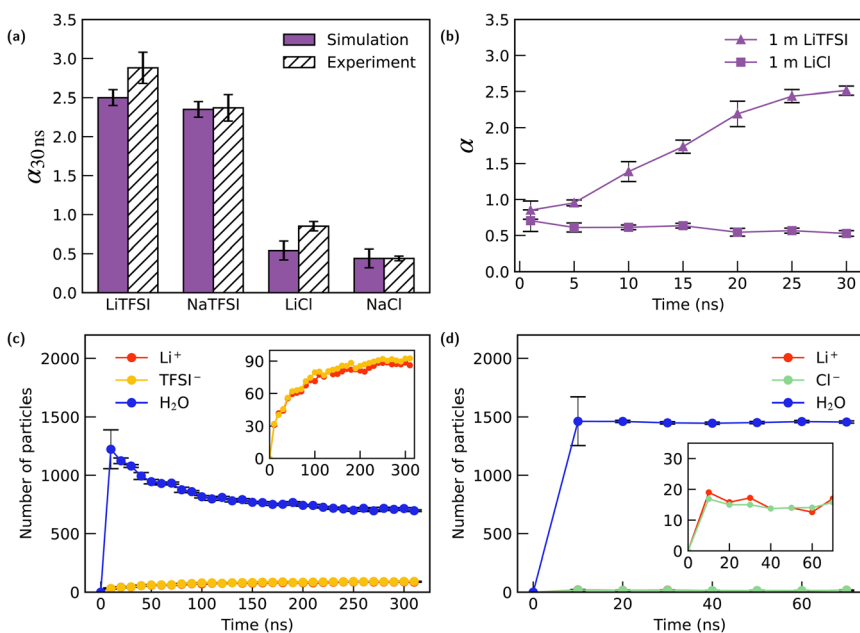 (a)
3.5
3.0
2.5
2.0
1.5
1.0
0.5
0.0
α30 ns
Simulation
Experiment
LiTFSI NaTFSI LiCl NaCl
(b)
3.5
3.0
2.5
2.0
1.5
1.0
0.5
0.0
α
1 m LiTFSI
1 m LiCl
0 5 10 15 20 25 30
Time (ns)
(c)
2000
1500
1000
500
0
Number of particles
Li⁺
TFSI⁻
H₂O
90
60
30
0
0 100 200 300
0 50 100 150 200 250 300
Time (ns)
(d)
2000
1500
1000
500
0
Number of particles
Li⁺
Cl⁻
H₂O
30
20
10
0
0 20 40 60
0 20 40 60
Time (ns)